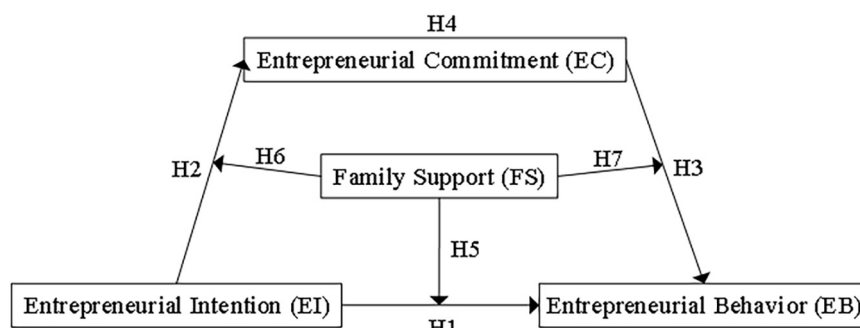 H4
Entrepreneurial Commitment (EC)
H2
H6
H7
H3
Family Support (FS)
H5
Entrepreneurial Intention (EI)
Entrepreneurial Behavior (EB)
H1